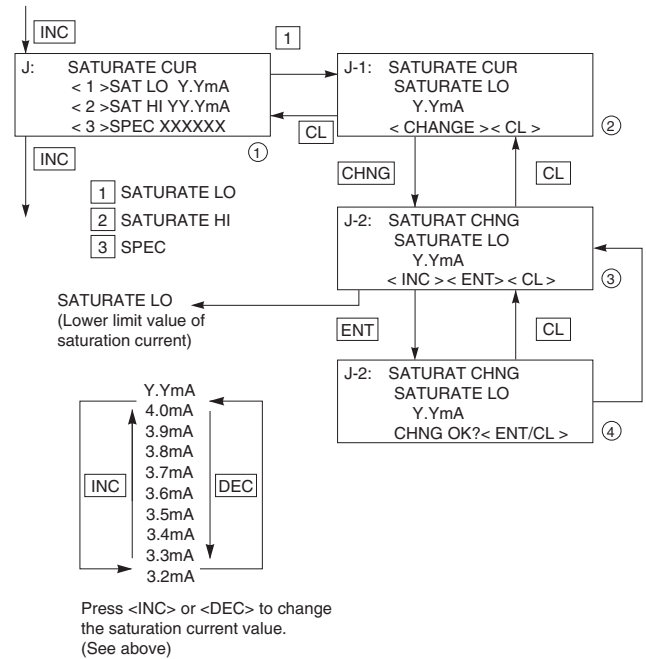 INC
1
J: SATURATE CUR
< 1 >SAT LO Y.YmA
< 2 >SAT HI YY.YmA
< 3 >SPEC XXXXXX
1
CL
J-1: SATURATE CUR
SATURATE LO
Y.YmA
< CHANGE >< CL >
2
INC
CHNG
CL
1 SATURATE LO
2 SATURATE HI
3 SPEC
J-2: SATURAT CHNG
SATURATE LO
Y.YmA
< INC >< ENT>< CL >
3
SATURATE LO
(Lower limit value of
saturation current)
ENT
CL
J-2: SATURAT CHNG
SATURATE LO
Y.YmA
CHNG OK?< ENT/CL >
4
Y.YmA
4.0mA
3.9mA
3.8mA
3.7mA
3.6mA
3.5mA
3.4mA
3.3mA
3.2mA
INC
DEC
Press <INC> or <DEC> to change
the saturation current value.
(See above)